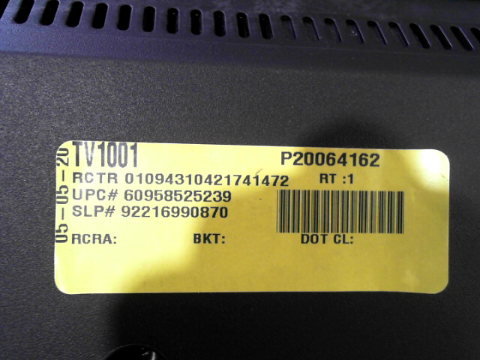 05-05-20
TV1001 P20064162
RCTR 01094310421741472 RT :1
UPC# 60958525239
SLP# 92216990870
RCRA: BKT: DOT CL: